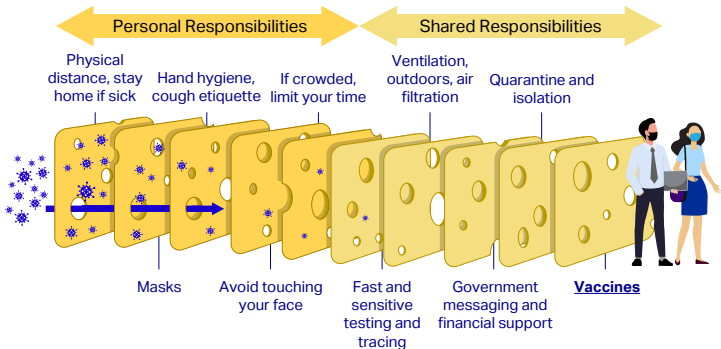 Personal Responsibilities
Shared Responsibilities
Physical
distance, stay
home if sick
Hand hygiene,
cough etiquette
If crowded,
limit your time
Ventilation,
outdoors, air
filtration
Quarantine and
isolation
Masks
Avoid touching
your face
Fast and
sensitive
testing and
tracing
Government
messaging and
financial support
Vaccines